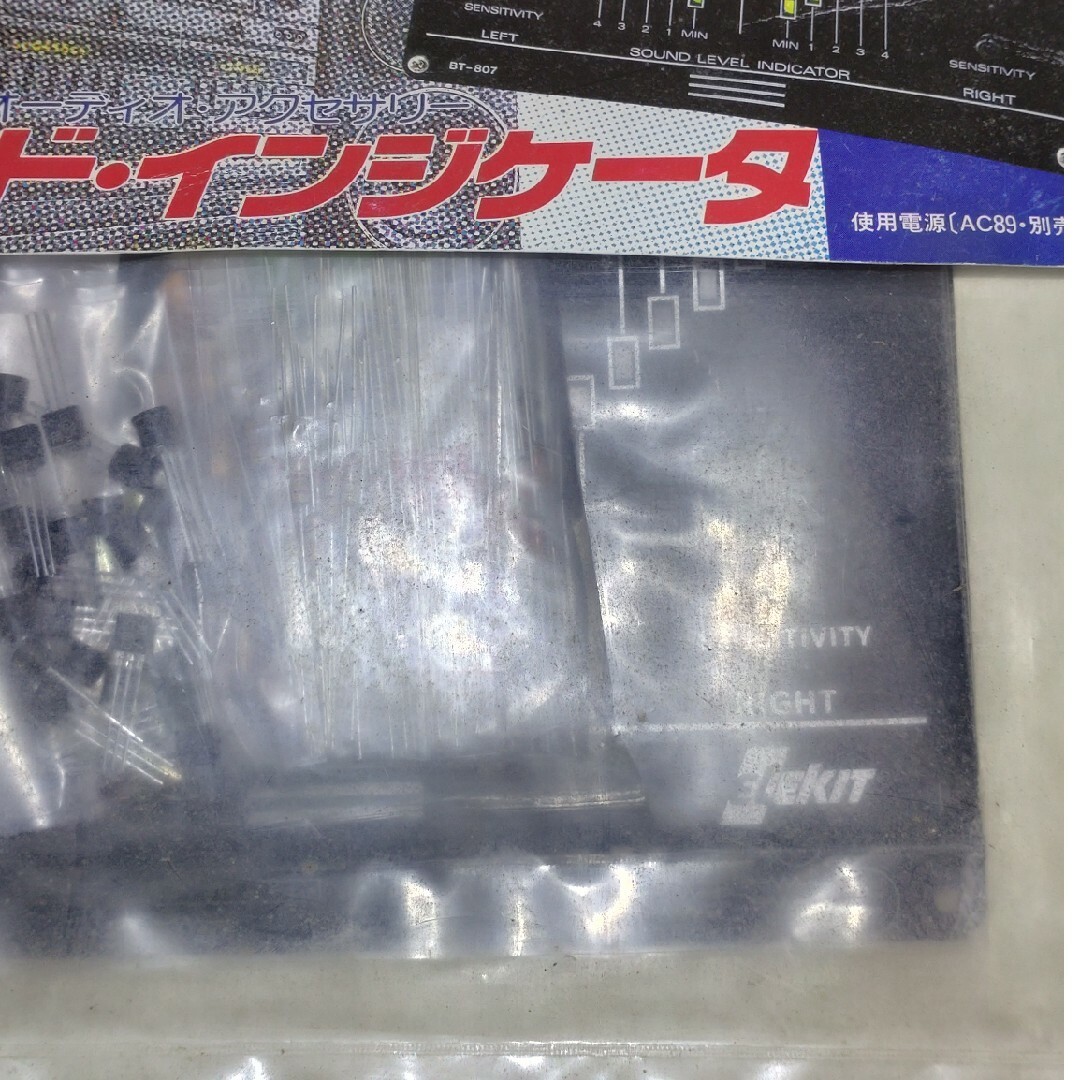 SENSITIVITY
LEFT
BT-807
4 3 2 1 MIN
MIN 1 2 3 4
SOUND LEVEL INDICATOR
SENSITIVITY
RIGHT
オーディオ・アクセサリー
ド・インジケータ
使用電源〔AC89・別売
RIGHT
TEKIT